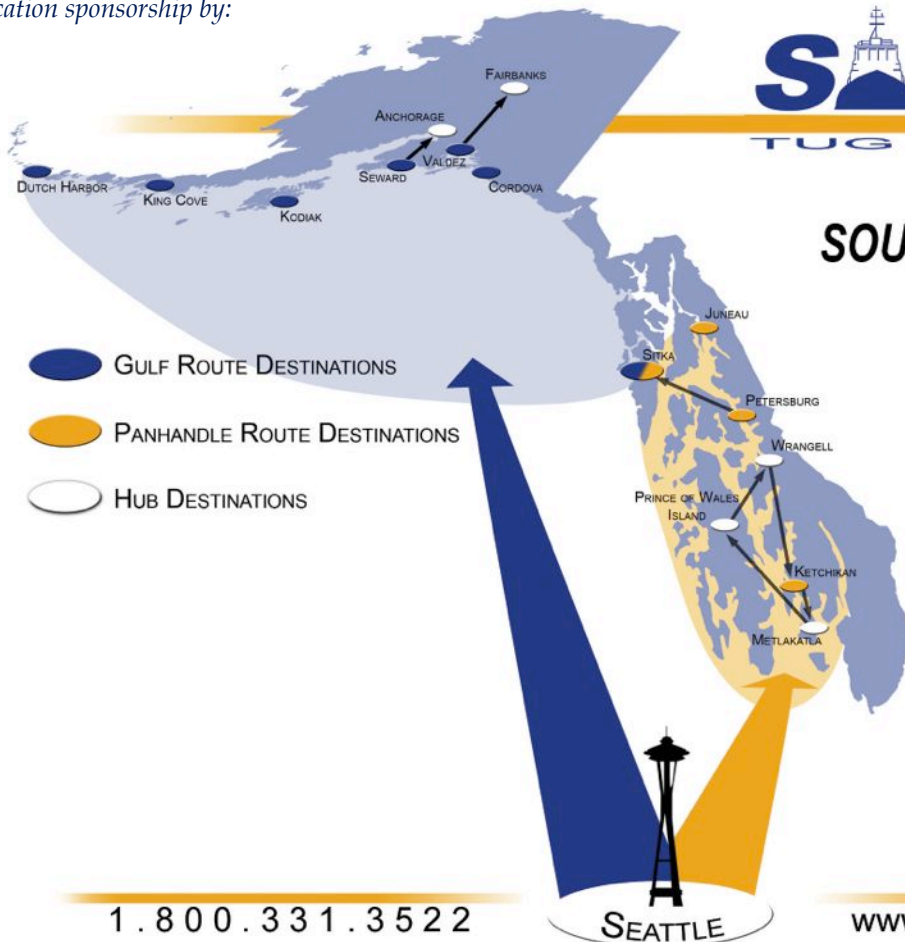 cation sponsorship by:
SA
TUG
SOU
FAIRBANKS
ANCHORAGE
VALDEZ
SEWARD
CORDOVA
DUTCH HARBOR
KING COVE
KODIAK
JUNEAU
SITKA
PETERSBURG
WRANGELL
PRINCE OF WALES
ISLAND
KETCHIKAN
METLAKATLA
GULF ROUTE DESTINATIONS
PANHANDLE ROUTE DESTINATIONS
HUB DESTINATIONS
SEATTLE
1.800.331.3522
www